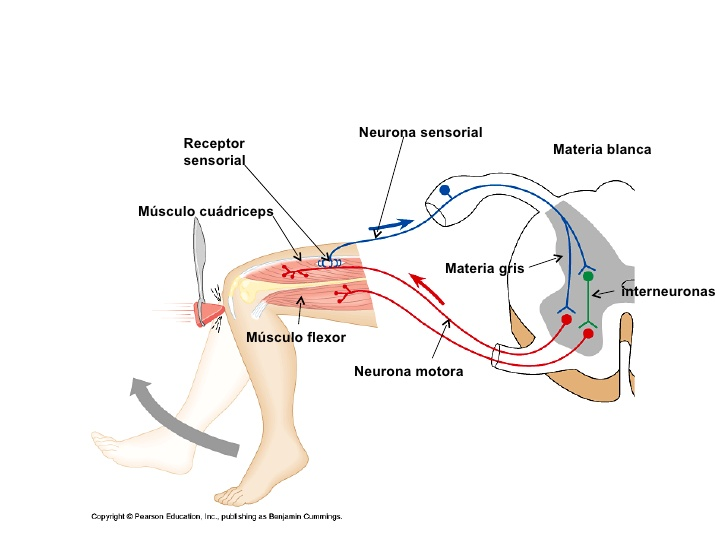 Neurona sensorial
Receptor
sensorial
Materia blanca
Músculo cuádriceps
Materia gris
interneuronas
Músculo flexor
Neurona motora
Copyright © Pearson Education, Inc., publishing as Benjamin Cummings.